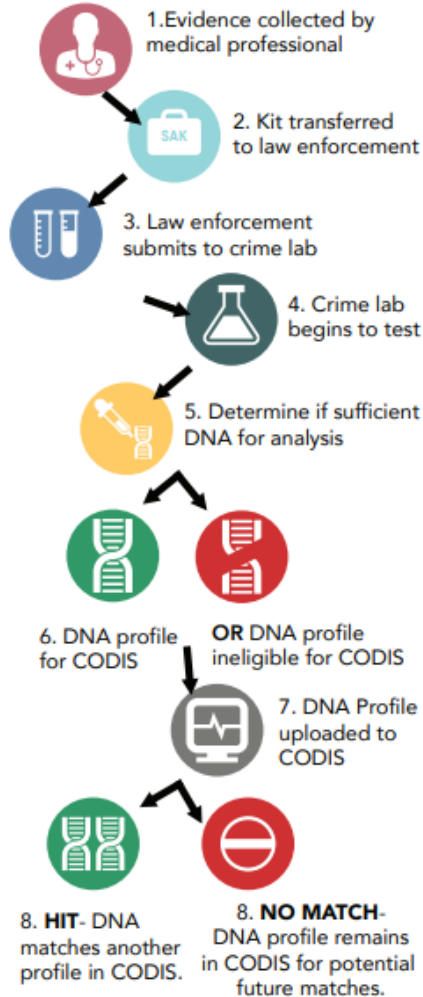 1.Evidence collected by
medical professional
SAK
2. Kit transferred
to law enforcement
3. Law enforcement
submits to crime lab
4. Crime lab
begins to test
5. Determine if sufficient
DNA for analysis
6. DNA profile
for CODIS
OR DNA profile
ineligible for CODIS
7. DNA Profile
uploaded to
CODIS
8. HIT- DNA
matches another
profile in CODIS.
8. NO MATCH-
DNA profile remains
in CODIS for potential
future matches.